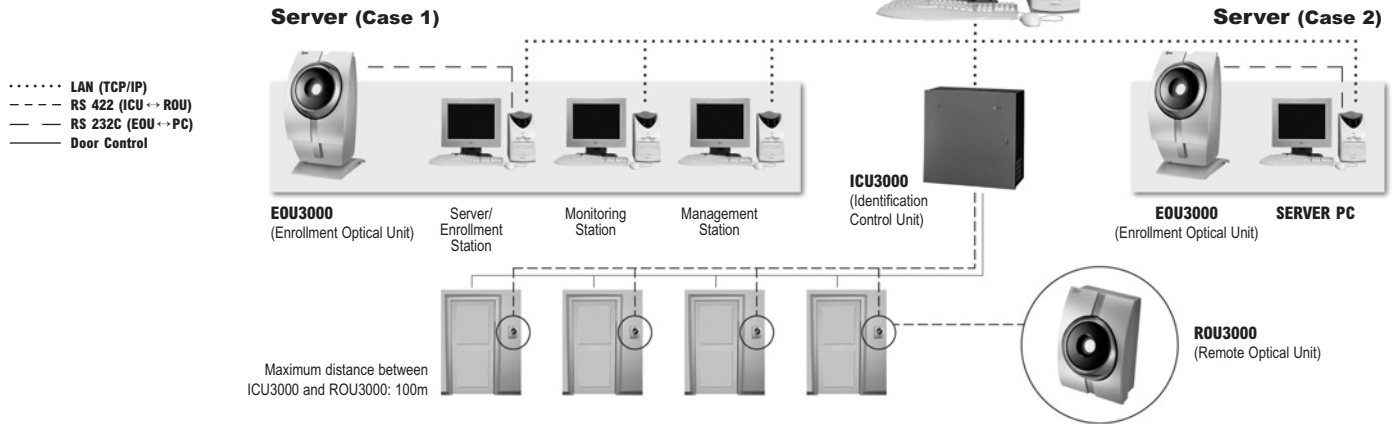 Server (Case 1)
Server (Case 2)
LAN (TCP/IP)
RS 422 (ICU↔ROU)
RS 232C (EOU↔PC)
Door Control
EOU3000
(Enrollment Optical Unit)
Server/
Enrollment
Station
Monitoring
Station
Management
Station
ICU3000
(Identification
Control Unit)
EOU3000
(Enrollment Optical Unit)
SERVER PC
Maximum distance between
ICU3000 and ROU3000: 100m
ROU3000
(Remote Optical Unit)